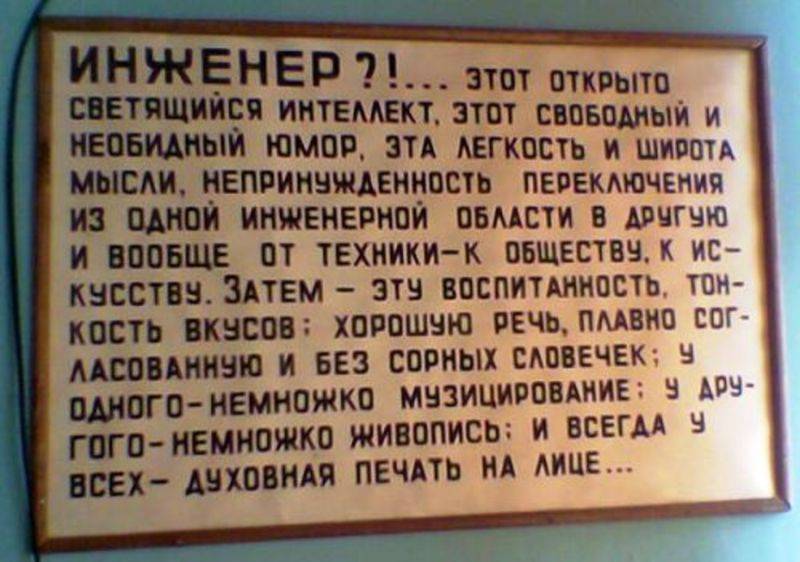 ИНЖЕНЕР ?!... ЭТОТ ОТКРЫТО
СВЕТЯЩИЙСЯ ИНТЕЛЛЕКТ, ЭТОТ СВОБОДНЫЙ И
НЕОБИДНЫЙ ЮМОР, ЭТА ЛЕГКОСТЬ И ШИРОТА
МЫСЛИ, НЕПРИНУЖДЕННОСТЬ ПЕРЕКЛЮЧЕНИЯ
ИЗ ОДНОЙ ИНЖЕНЕРНОЙ ОБЛАСТИ В ДРУГУЮ
И ВООБЩЕ ОТ ТЕХНИКИ-К ОБЩЕСТВУ, К ИС-
КУССТВУ. ЗАТЕМ - ЭТУ ВОСПИТАННОСТЬ, ТОН-
КОСТЬ ВКУСОВ; ХОРОШУЮ РЕЧЬ, ПЛАВНО СОГ-
ЛАСОВАННУЮ И БЕЗ СОРНЫХ СЛОВЕЧЕК; У
ОДНОГО-НЕМНОЖКО МУЗИЦИРОВАНИЕ; У ДРУ-
ГОГО-НЕМНОЖКО ЖИВОПИСЬ; И ВСЕГДА У
ВСЕХ- ДУХОВНАЯ ПЕЧАТЬ НА ЛИЦЕ...